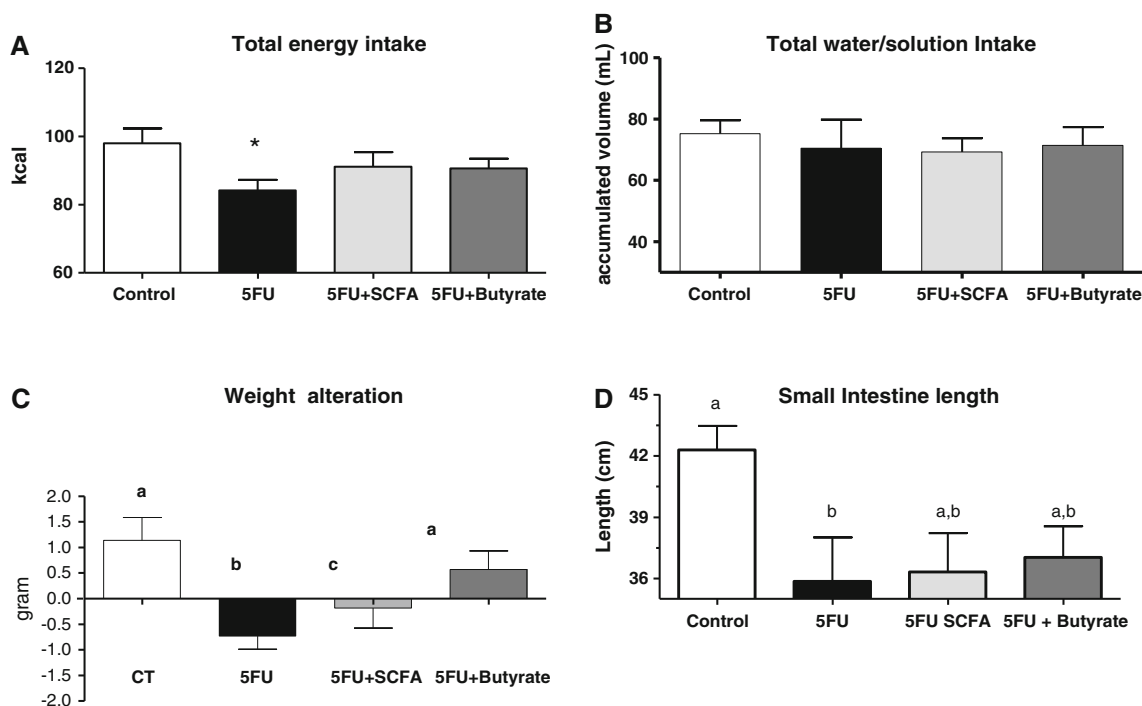 A
Total energy intake
kcal
120
100
80
60
*
Control 5FU 5FU+SCFA 5FU+Butyrate
B
Total water/solution Intake
accumulated volume (mL)
100
80
60
40
Control 5FU 5FU+SCFA 5FU+Butyrate
C
Weight alteration
gram
2.0
1.5
1.0
0.5
0.0
-0.5
-1.0
-1.5
-2.0
a b c a
CT 5FU 5FU+SCFA 5FU+Butyrate
D
Small Intestine length
Length (cm)
45
42
39
36
a b a,b a,b
Control 5FU 5FU SCFA 5FU + Butyrate